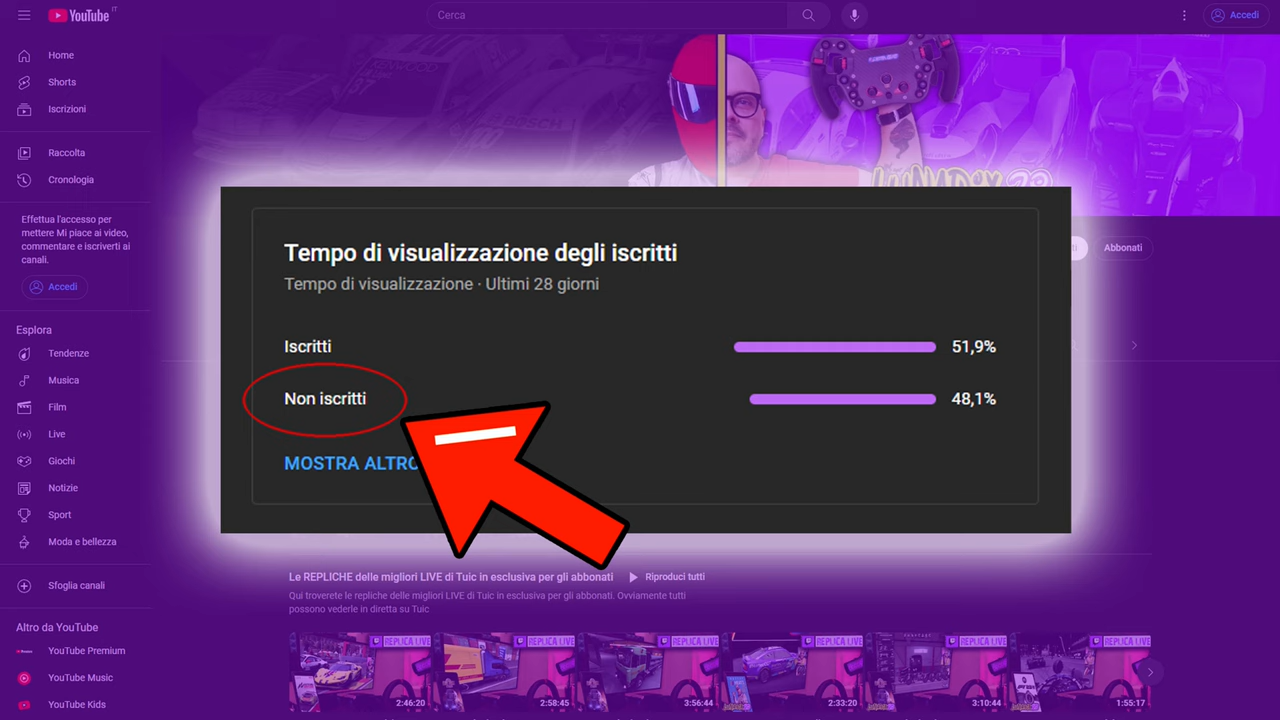 YouTube IT
Cerca
Accedi
Home
Shorts
Iscrizioni
Raccolta
Cronologia
Effettua l'accesso per
mettere Mi piace ai video,
commentare e iscriverti ai
canali.
Accedi
Esplora
Tendenze
Musica
Film
Live
Giochi
Notizie
Sport
Moda e bellezza
Sfoglia canali
Altro da YouTube
YouTube Premium
YouTube Music
YouTube Kids
BOSCH
1
Abbonati
Tempo di visualizzazione degli iscritti
Tempo di visualizzazione · Ultimi 28 giorni
Iscritti 51,9%
Non iscritti 48,1%
MOSTRA ALTRO
Le REPLICHE delle migliori LIVE di Tuic in esclusiva per gli abbonati Riproduci tutti
Qui troverete le repliche delle migliori LIVE di Tuic in esclusiva per gli abbonati. Ovviamente tutti
possono vederle in diretta su Tuic
REPLICA LIVE REPLICA LIVE REPLICA LIVE REPLICA LIVE REPLICA LIVE REPLICA LIVE
2:46:20 2:58:45 3:56:44 2:33:20 3:10:44 1:55:17